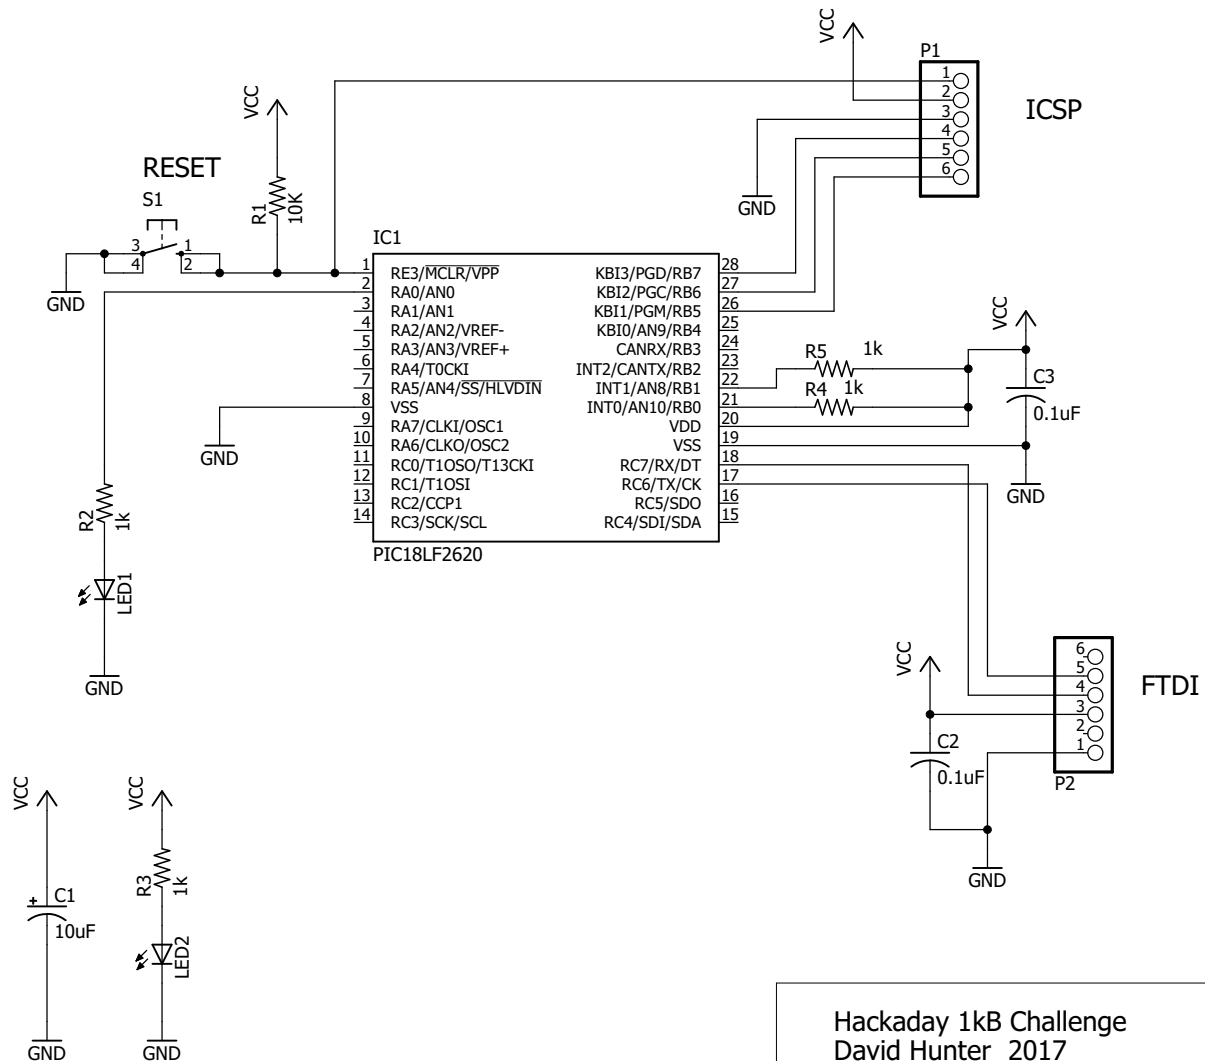 VCC
P1
1
2
3
4
5
6
ICSP
GND
VCC
RESET
S1
3
4
1
2
GND
R1
10K
IC1
1 RE3/MCLR/VPP
2 RA0/AN0
3 RA1/AN1
4 RA2/AN2/VREF-
5 RA3/AN3/VREF+
6 RA4/T0CKI
7 RA5/AN4/SS/HLVDIN
8 VSS
9 RA7/CLKI/OSC1
10 RA6/CLKO/OSC2
11 RC0/T1OSO/T13CKI
12 RC1/T1OSI
13 RC2/CCP1
14 RC3/SCK/SCL
KBI3/PGD/RB7 28
KBI2/PGC/RB6 27
KBI1/PGM/RB5 26
KBI0/AN9/RB4 25
CANRX/RB3 24
INT2/CANTX/RB2 23
INT1/AN8/RB1 22
INT0/AN10/RB0 21
VDD 20
VSS 19
RC7/RX/DT 18
RC6/TX/CK 17
RC5/SDO 16
RC4/SDI/SDA 15
PIC18LF2620
GND
R5 1k
R4 1k
VCC
C3
0.1uF
GND
R2
1k
LED1
GND
VCC
6
5
4
3
2
1
FTDI
P2
C2
0.1uF
GND
VCC
+
C1
10uF
GND
VCC
R3
1k
LED2
GND
Hackaday 1kB Challenge
David Hunter 2017